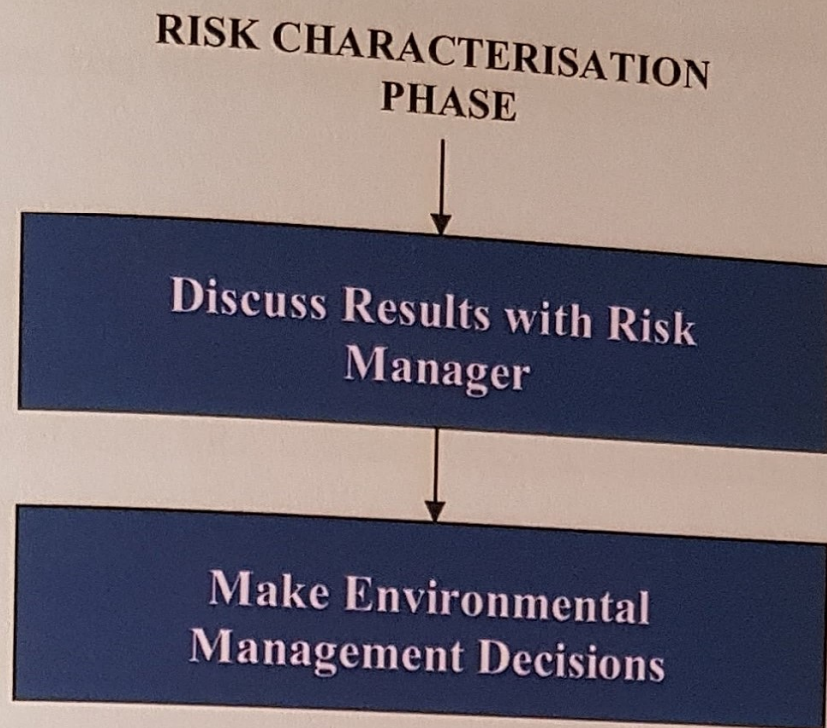 RISK CHARACTERISATION
PHASE
Discuss Results with Risk
Manager
Make Environmental
Management Decisions